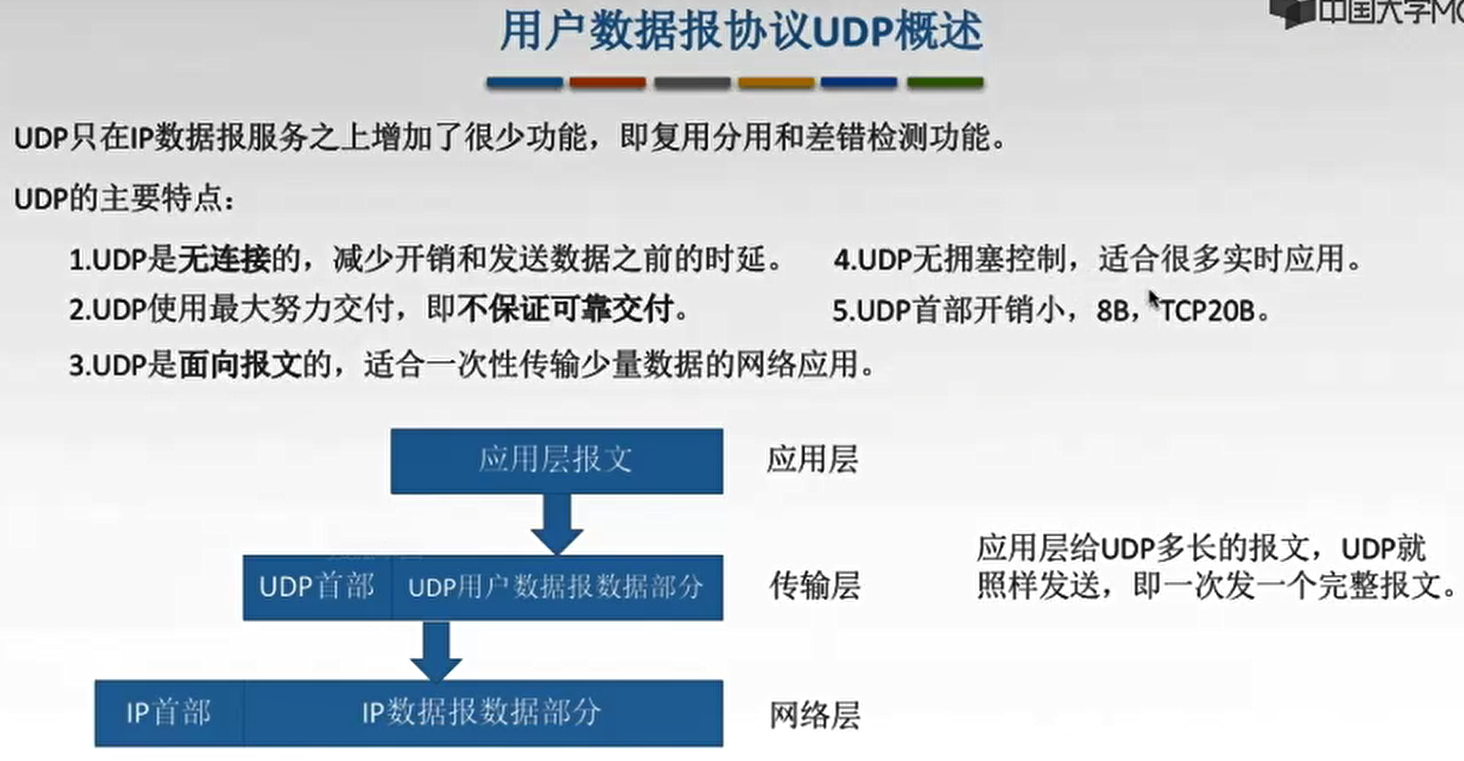 中国大学MO
用户数据报协议UDP概述
UDP只在IP数据报服务之上增加了很少功能，即复用分用和差错检测功能。
UDP的主要特点：
1.UDP是无连接的，减少开销和发送数据之前的时延。
2.UDP使用最大努力交付，即不保证可靠交付。
3.UDP是面向报文的，适合一次性传输少量数据的网络应用。
4.UDP无拥塞控制，适合很多实时应用。
5.UDP首部开销小，8B，TCP20B。
应用层报文
应用层
UDP首部
UDP用户数据报数据部分
传输层
应用层给UDP多长的报文，UDP就
照样发送，即一次发一个完整报文。
IP首部
IP数据报数据部分
网络层